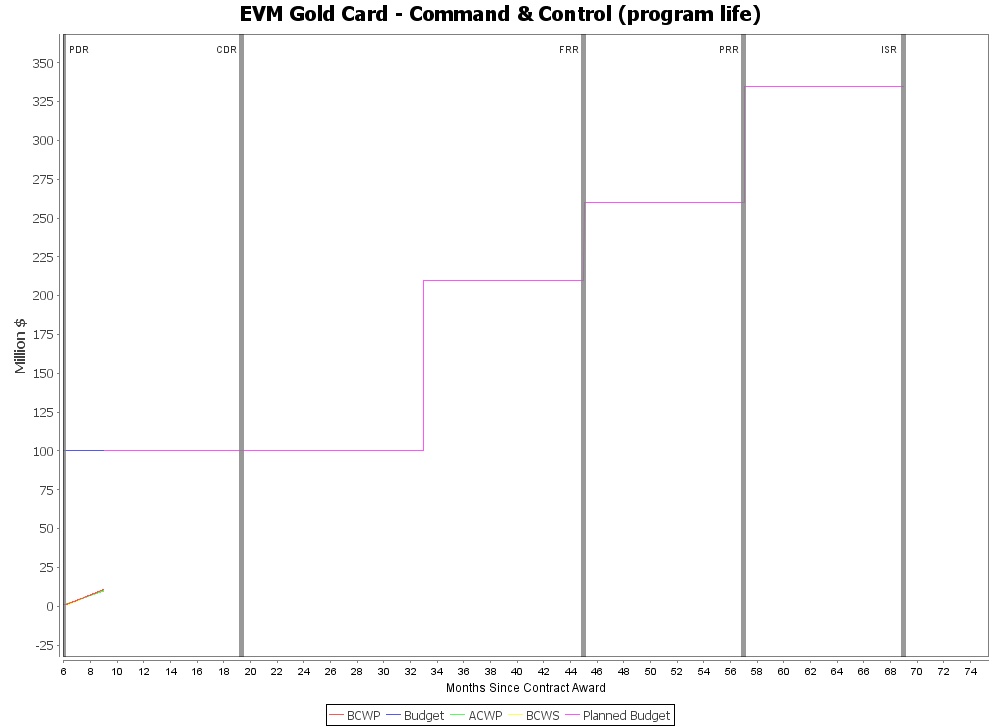 EVM Gold Card - Command & Control (program life)
PDR CDR FRR PRR ISR
350
325
300
275
250
225
200
175
150
125
100
75
50
25
0
-25
Million $
6 8 10 12 14 16 18 20 22 24 26 28 30 32 34 36 38 40 42 44 46 48 50 52 54 56 58 60 62 64 66 68 70 72 74
Months Since Contract Award
BCWP Budget ACWP BCWS Planned Budget